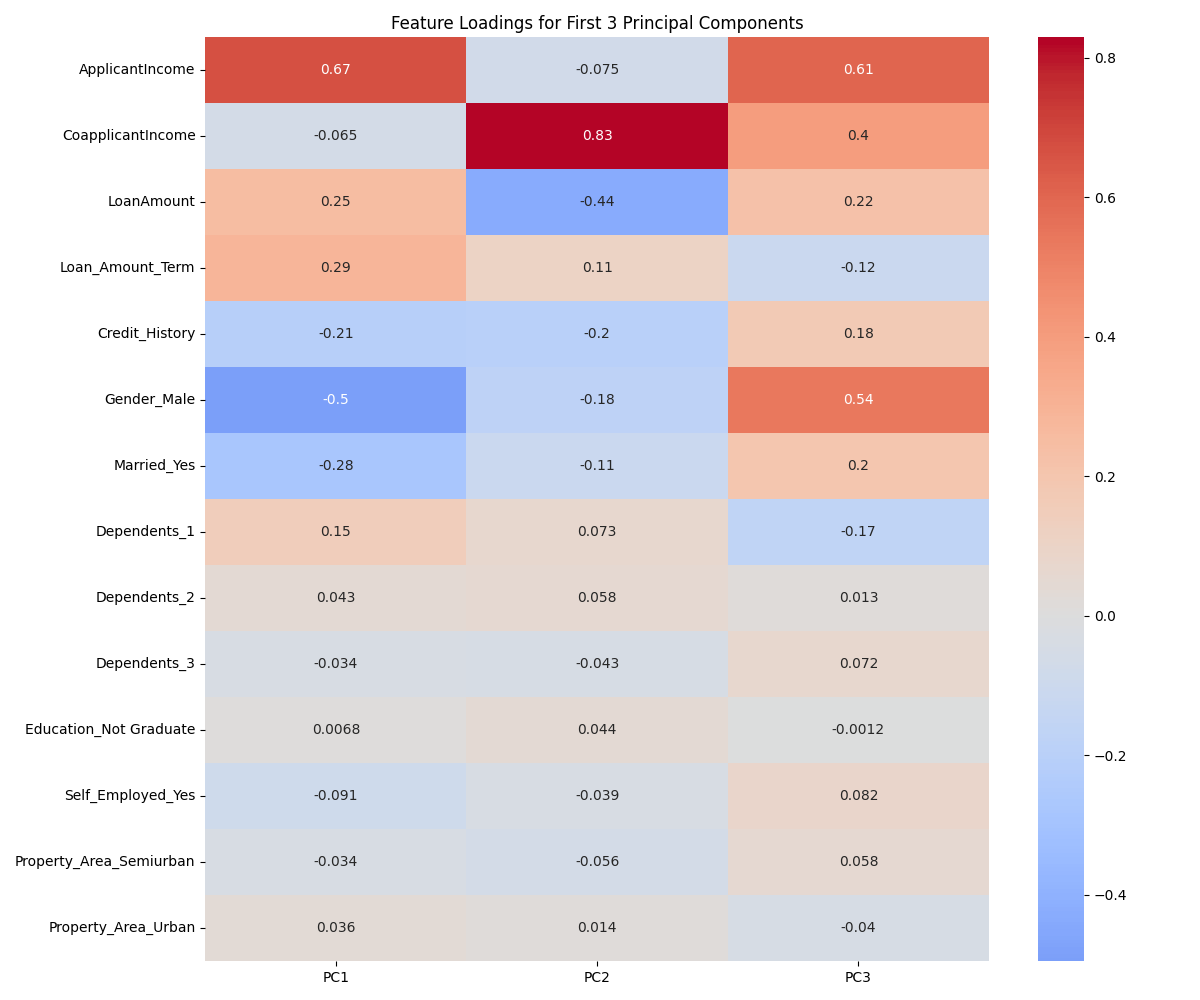 Feature Loadings for First 3 Principal Components
ApplicantIncome 0.67 -0.075 0.61
CoapplicantIncome -0.065 0.83 0.4
LoanAmount 0.25 -0.44 0.22
Loan_Amount_Term 0.29 0.11 -0.12
Credit_History -0.21 -0.2 0.18
Gender_Male -0.5 -0.18 0.54
Married_Yes -0.28 -0.11 0.2
Dependents_1 0.15 0.073 -0.17
Dependents_2 0.043 0.058 0.013
Dependents_3 -0.034 -0.043 0.072
Education_Not Graduate 0.0068 0.044 -0.0012
Self_Employed_Yes -0.091 -0.039 0.082
Property_Area_Semiurban -0.034 -0.056 0.058
Property_Area_Urban 0.036 0.014 -0.04
PC1 PC2 PC3
0.8
0.6
0.4
0.2
0.0
−0.2
−0.4